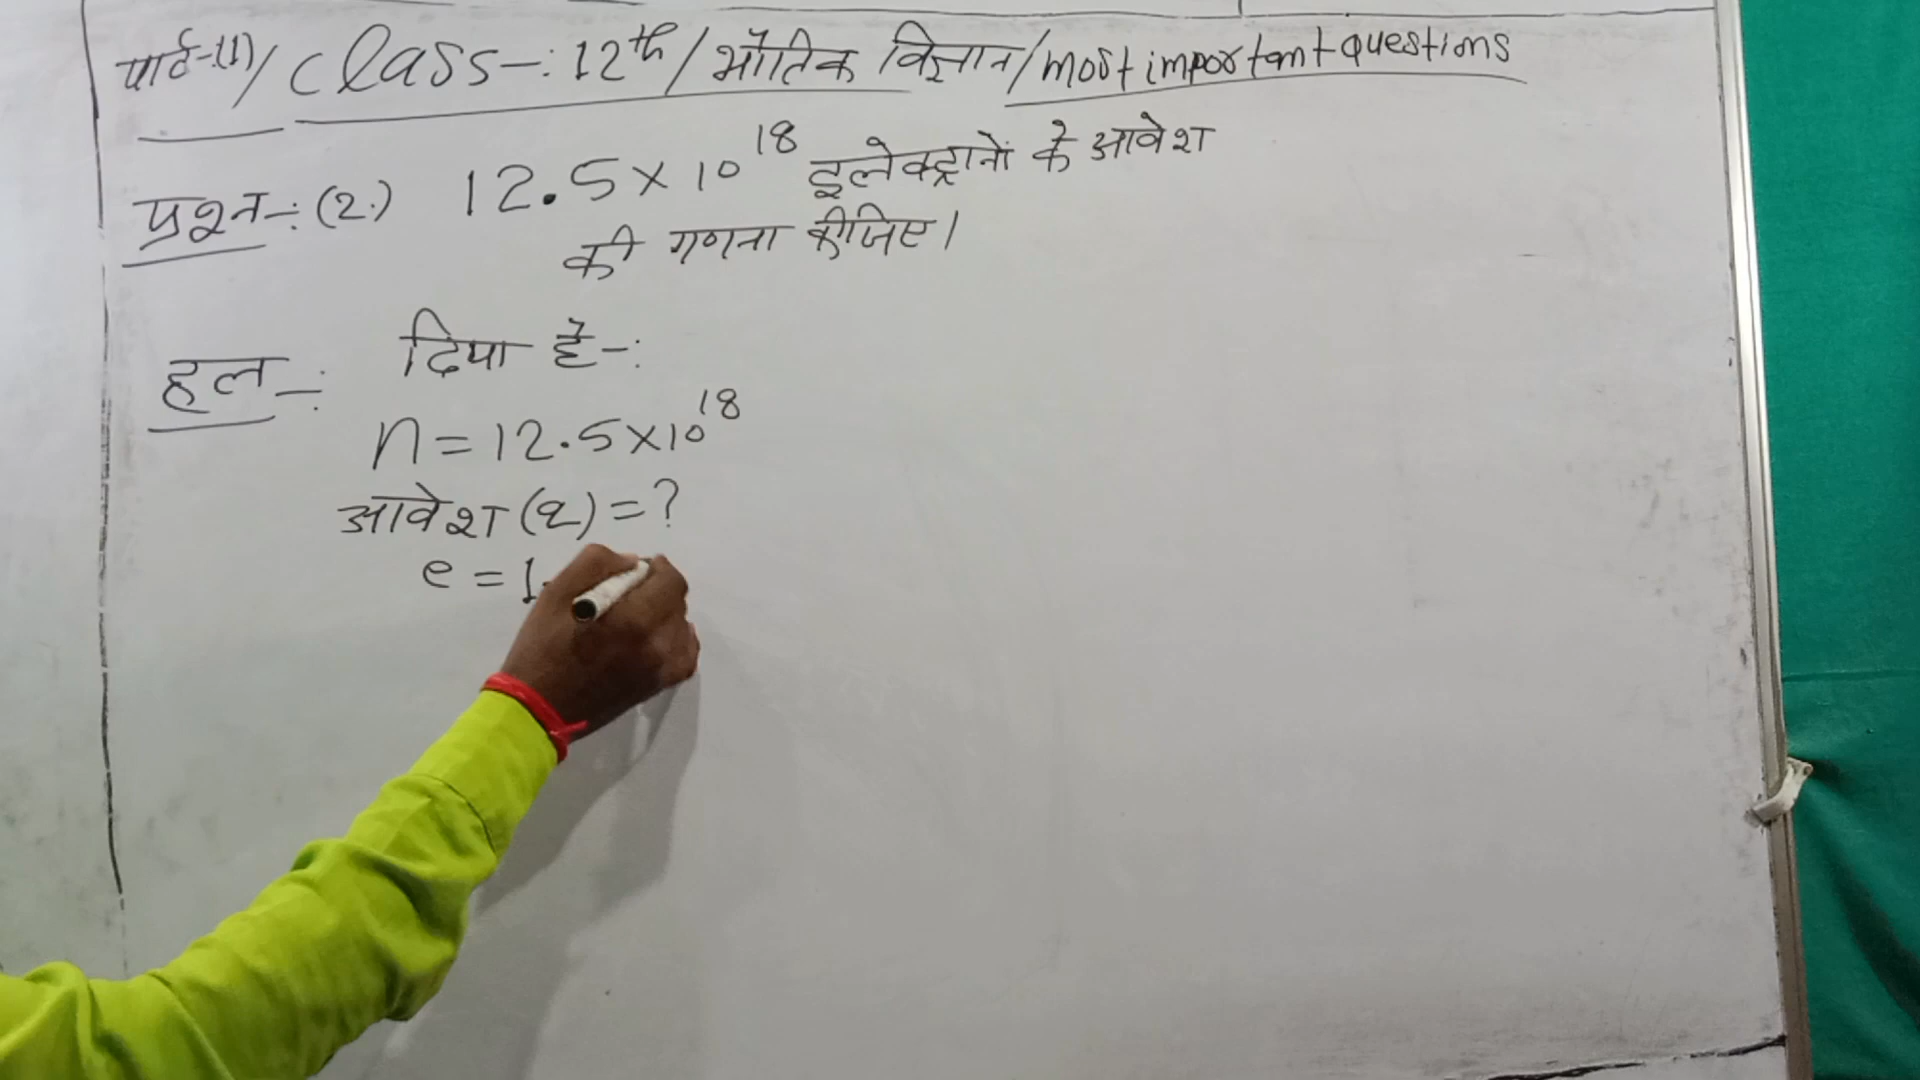 पार्ट-(1)/ class-: 12th / भौतिक विज्ञान / most important questions
प्रश्न-: (2.) 12.5×10^18 इलेक्ट्रानों के आवेश
की गणना कीजिए।
हल-: दिया है-:
n = 12.5×10^18
आवेश (q) = ?
e = 1.